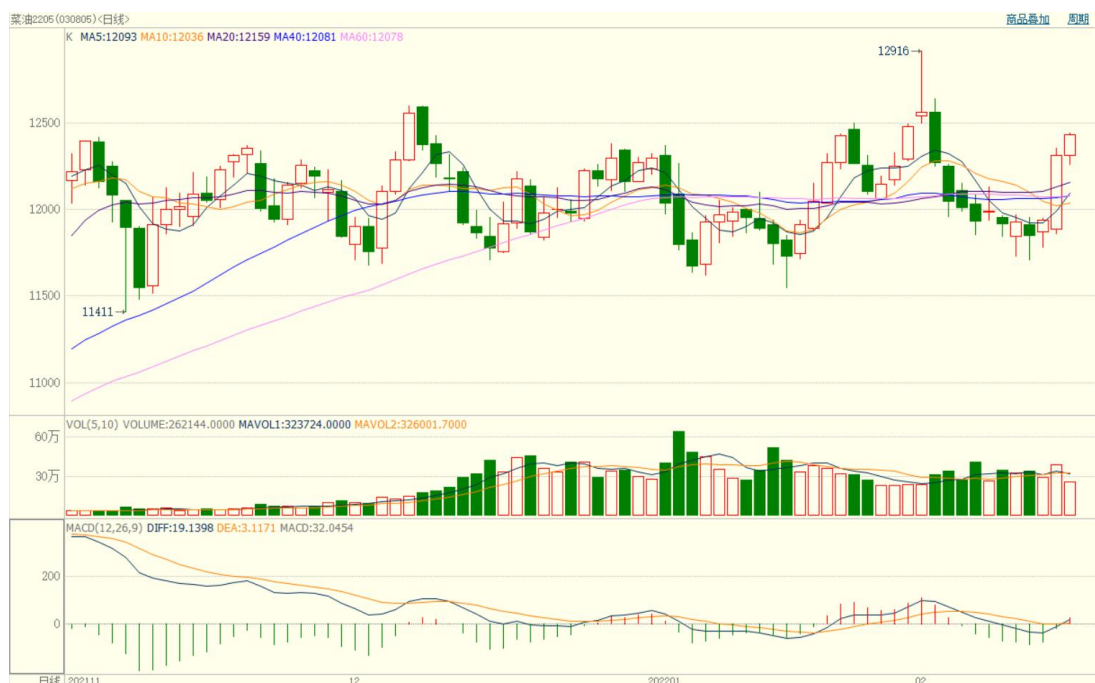 菜油2205(030805)<日线> 商品叠加 周期
K MA5:12093 MA10:12036 MA20:12159 MA40:12081 MA60:12078
12916
12500
12000
11500
11411
11000
VOL(5,10) VOLUME:262144.0000 MAVOL1:323724.0000 MAVOL2:326001.7000
60万
30万
MACD(12,26,9) DIFF:19.1398 DEA:3.1171 MACD:32.0454
200
0
日线 202111 12 202201 02